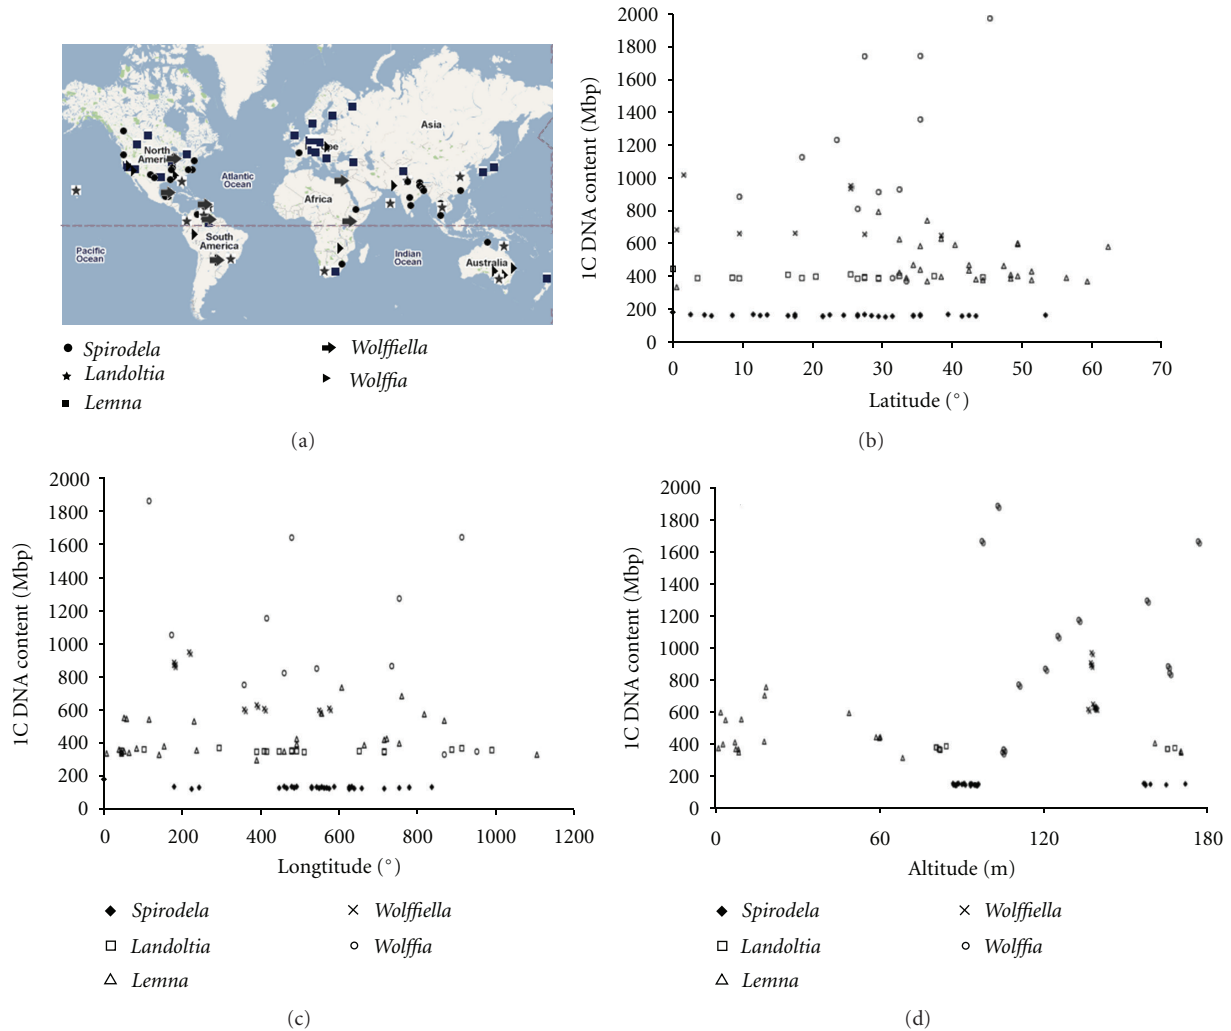 Asia
North
America
Atlantic
Ocean
Africa
South
America
Pacific
Ocean
Indian
Ocean
Australia
Spirodela
Landoltia
Lemna
Wolffiella
Wolffia
(a)
1C DNA content (Mbp)
2000
1800
1600
1400
1200
1000
800
600
400
200
0
0 10 20 30 40 50 60 70
Latitude (°)
(b)
1C DNA content (Mbp)
2000
1800
1600
1400
1200
1000
800
600
400
200
0
0 200 400 600 800 1000 1200
Longtitude (°)
Spirodela
Landoltia
Lemna
Wolffiella
Wolffia
(c)
1C DNA content (Mbp)
2000
1800
1600
1400
1200
1000
800
600
400
200
0
0 60 120 180
Altitude (m)
Spirodela
Landoltia
Lemna
Wolffiella
Wolffia
(d)